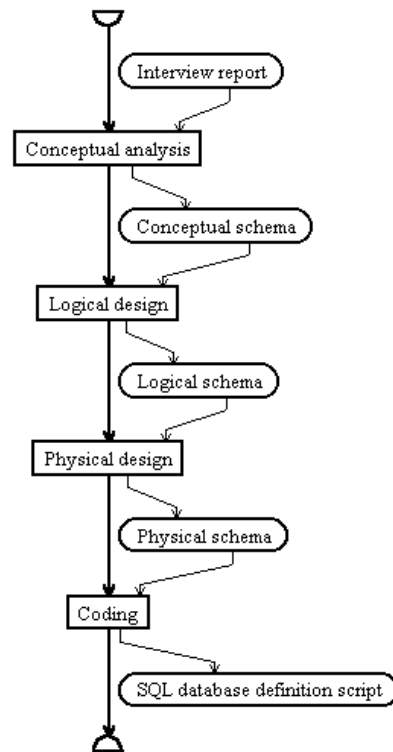 Interview report
Conceptual analysis
Conceptual schema
Logical design
Logical schema
Physical design
Physical schema
Coding
SQL database definition script